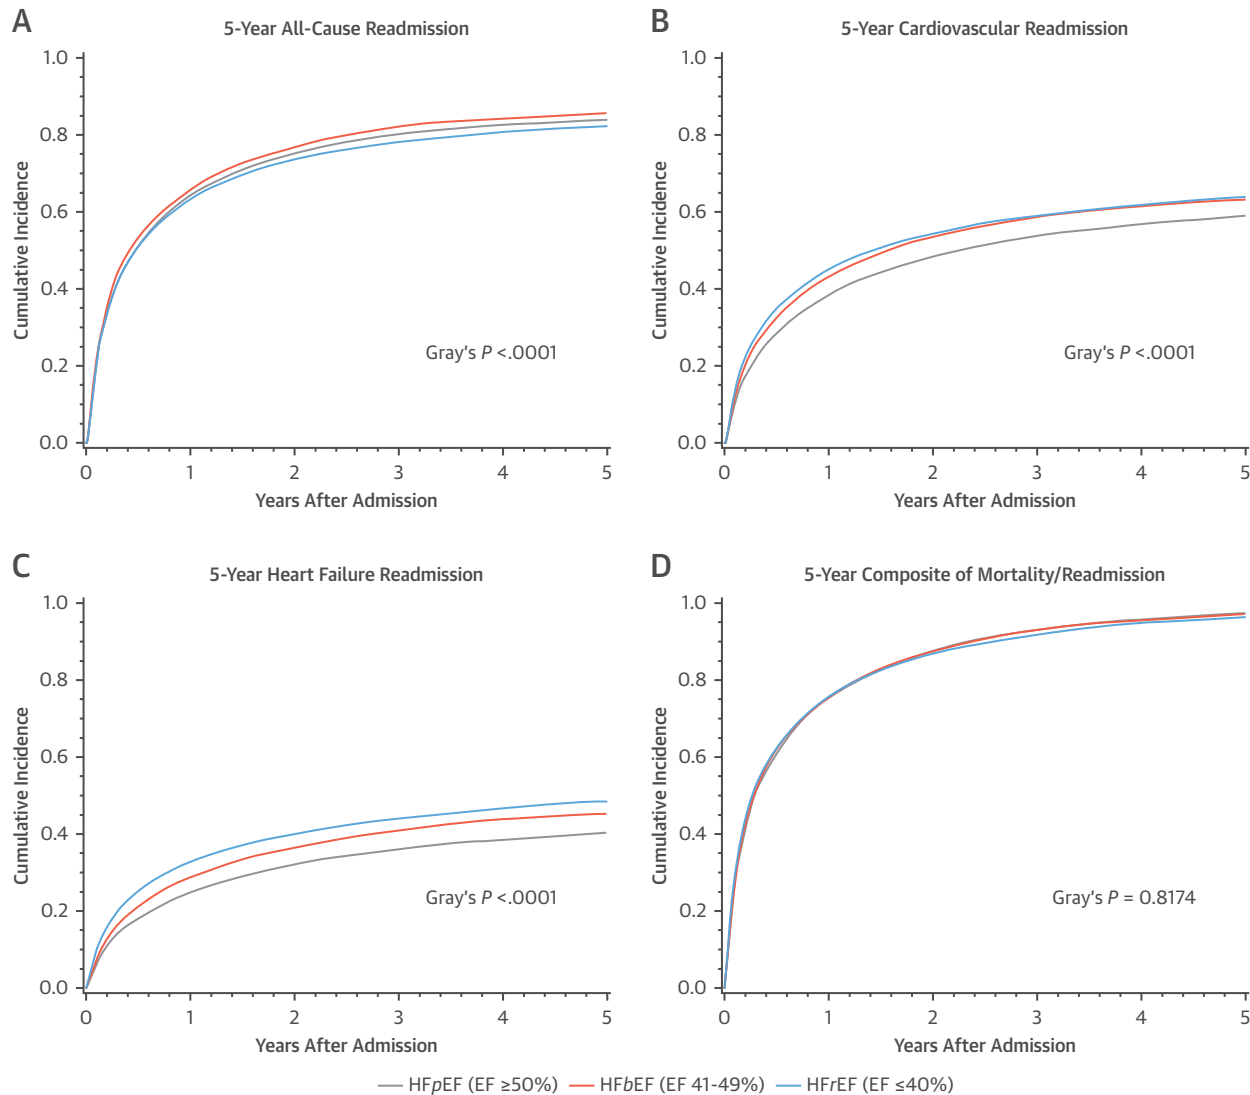 A
5-Year All-Cause Readmission
Cumulative Incidence
1.0
0.8
0.6
0.4
0.2
0.0
Gray's P <.0001
0 1 2 3 4 5
Years After Admission
B
5-Year Cardiovascular Readmission
Cumulative Incidence
1.0
0.8
0.6
0.4
0.2
0.0
Gray's P <.0001
0 1 2 3 4 5
Years After Admission
C
5-Year Heart Failure Readmission
Cumulative Incidence
1.0
0.8
0.6
0.4
0.2
0.0
Gray's P <.0001
0 1 2 3 4 5
Years After Admission
D
5-Year Composite of Mortality/Readmission
Cumulative Incidence
1.0
0.8
0.6
0.4
0.2
0.0
Gray's P = 0.8174
0 1 2 3 4 5
Years After Admission
HFpEF (EF ≥50%) HFbEF (EF 41-49%) HFrEF (EF ≤40%)